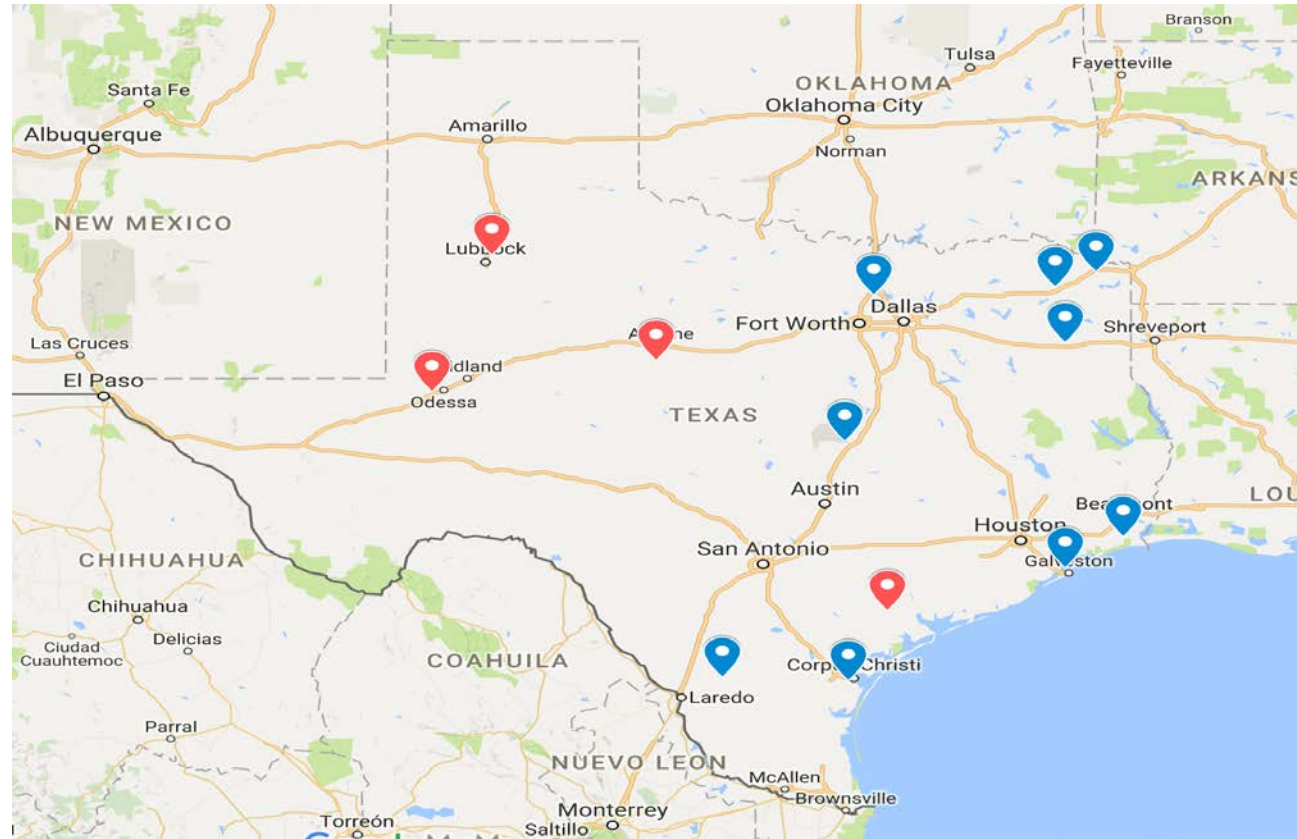 Branson
Tulsa
Fayetteville
OKLAHOMA
Santa Fe
Oklahoma City
Amarillo
Albuquerque
Norman
ARKANS
NEW MEXICO
Lubbock
Dallas
Fort Worth
Shreveport
Las Cruces
El Paso
Odessa
TEXAS
Austin
LOU
Houston
San Antonio
CHIHUAHUA
Chihuahua
Delicias
Ciudad
Cuauhtemoc
COAHUILA
Laredo
Parral
NUEVO LEON
McAllen
Brownsville
Monterrey
Torreón
Saltillo